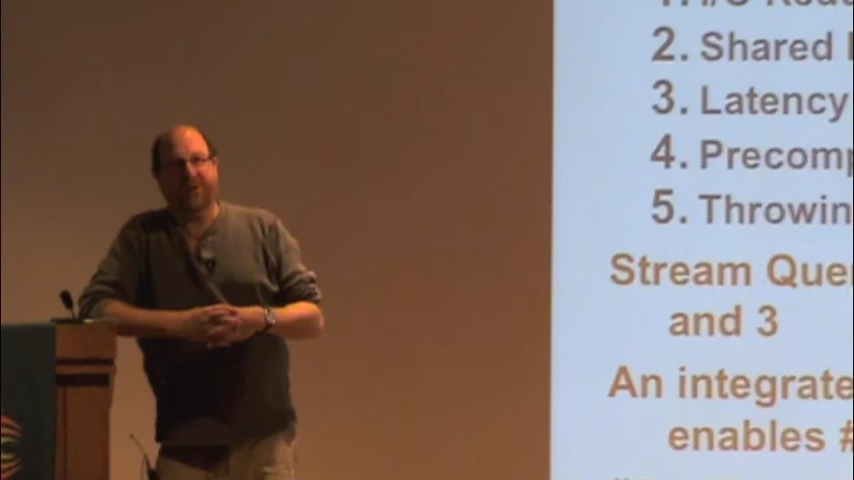 2. Shared
3. Latency
4. Precomp
5. Throwin
Stream Que
and 3
An integrate
enables #